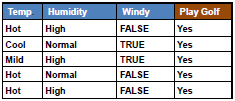 Temp Humidity Windy Play Golf
Hot High FALSE Yes
Cool Normal TRUE Yes
Mild High TRUE Yes
Hot Normal FALSE Yes
Hot High FALSE Yes